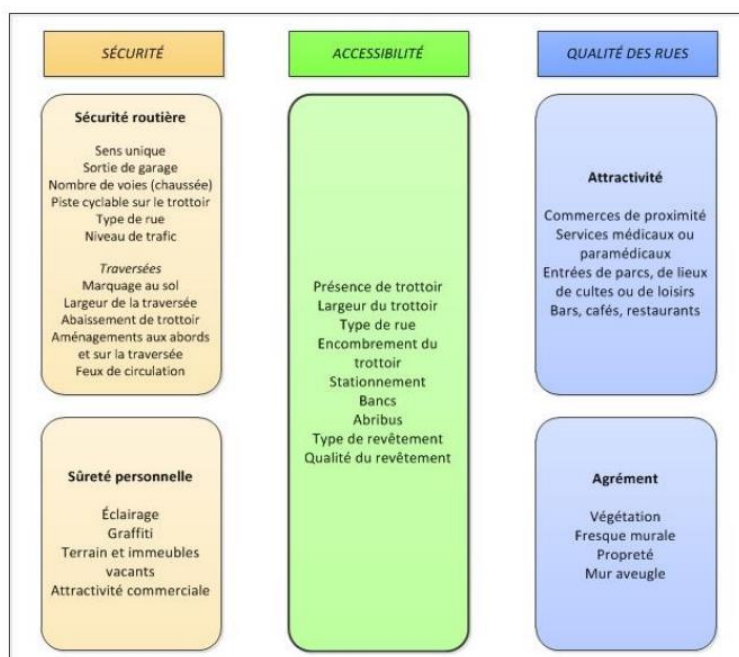 SÉCURITÉ
Sécurité routière
Sens unique
Sortie de garage
Nombre de voies (chaussée)
Piste cyclable sur le trottoir
Type de rue
Niveau de trafic
Traversées
Marquage au sol
Largeur de la traversée
Abaissement de trottoir
Aménagements aux abords
et sur la traversée
Feux de circulation
Sûreté personnelle
Éclairage
Graffiti
Terrain et immeubles
vacants
Attractivité commerciale
ACCESSIBILITÉ
Présence de trottoir
Largeur du trottoir
Type de rue
Encombrement du
trottoir
Stationnement
Bancs
Abribus
Type de revêtement
Qualité du revêtement
QUALITÉ DES RUES
Attractivité
Commerces de proximité
Services médicaux ou
paramédicaux
Entrées de parcs, de lieux
de cultes ou de loisirs
Bars, cafés, restaurants
Agrément
Végétation
Fresque murale
Propreté
Mur aveugle